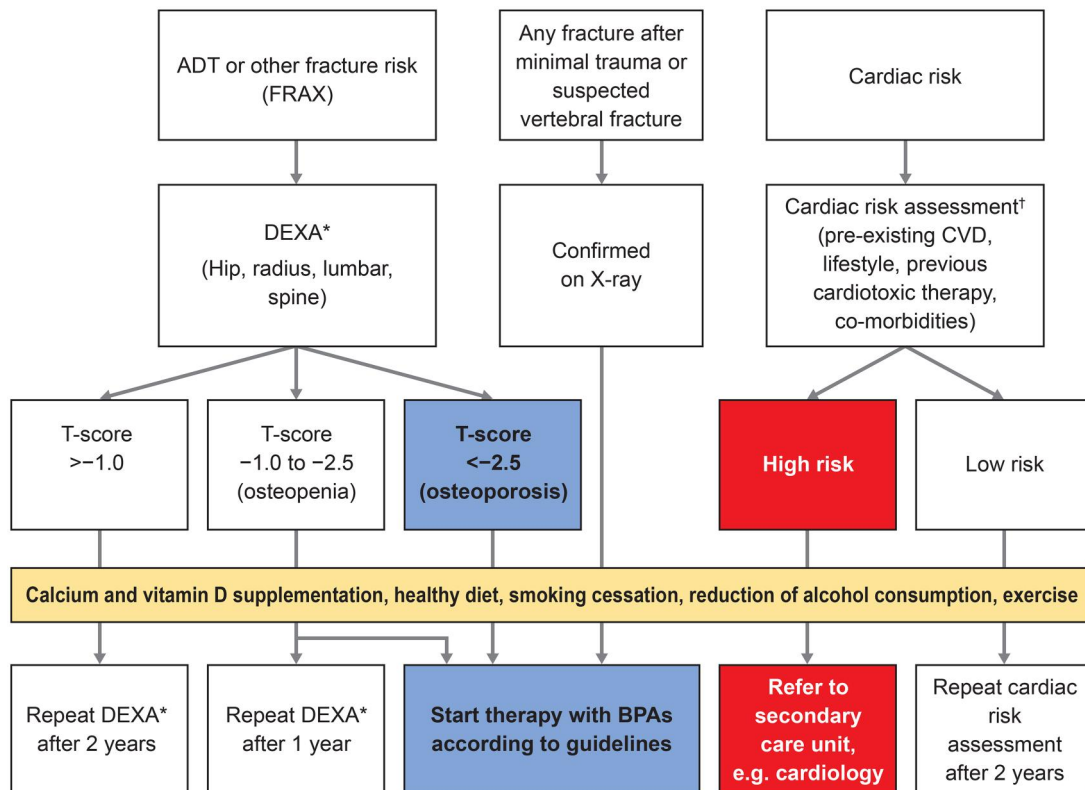 ADT or other fracture risk
(FRAX)
Any fracture after
minimal trauma or
suspected
vertebral fracture
Cardiac risk
DEXA*
(Hip, radius, lumbar,
spine)
Confirmed
on X-ray
Cardiac risk assessment†
(pre-existing CVD,
lifestyle, previous
cardiotoxic therapy,
co-morbidities)
T-score
>−1.0
T-score
−1.0 to −2.5
(osteopenia)
T-score
<−2.5
(osteoporosis)
High risk
Low risk
Calcium and vitamin D supplementation, healthy diet, smoking cessation, reduction of alcohol consumption, exercise
Repeat DEXA*
after 2 years
Repeat DEXA*
after 1 year
Start therapy with BPAs
according to guidelines
Refer to
secondary
care unit,
e.g. cardiology
Repeat cardiac
risk
assessment
after 2 years